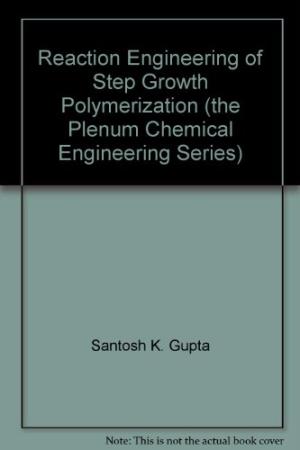 Reaction Engineering of
Step Growth
Polymerization (the
Plenum Chemical
Engineering Series)
Santosh K. Gupta
Note: This is not the actual book cover